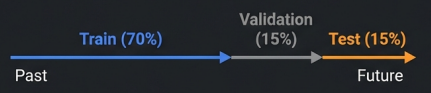 Validation
Train (70%)
(15%)
Test (15%)
Past
Future